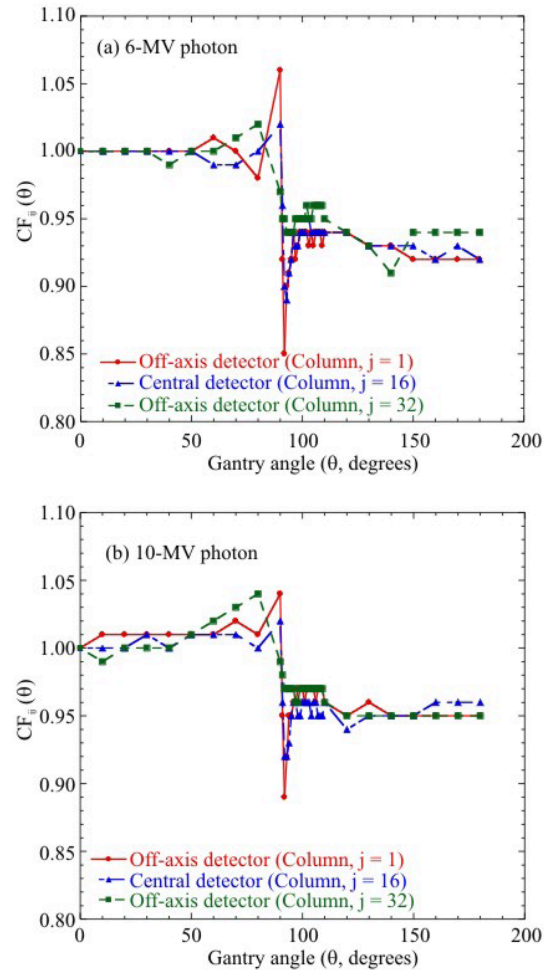 1.10
(a) 6-MV photon
1.05
1.00
CF_ij(θ)
0.95
0.90
0.85
Off-axis detector (Column, j = 1)
Central detector (Column, j = 16)
Off-axis detector (Column, j = 32)
0.80
0 50 100 150 200
Gantry angle (θ, degrees)
1.10
(b) 10-MV photon
1.05
1.00
CF_ij(θ)
0.95
0.90
0.85
Off-axis detector (Column, j = 1)
Central detector (Column, j = 16)
Off-axis detector (Column, j = 32)
0.80
0 50 100 150 200
Gantry angle (θ, degrees)